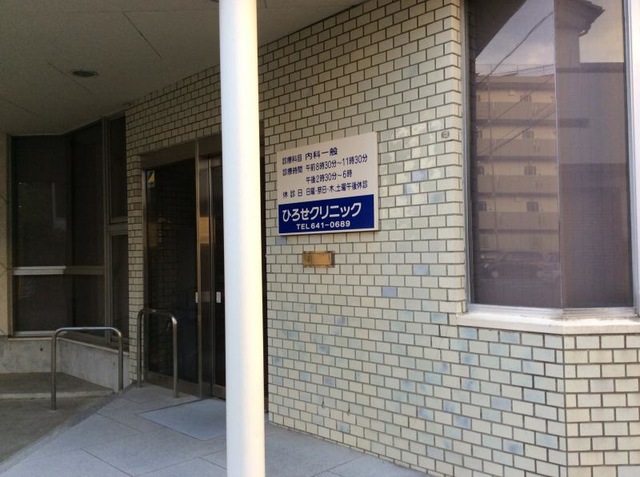 診療科目 内科一般
診療時間 午前8時30分〜11時30分
午後2時30分〜6時
休診日 日曜・祭日・木、土曜午後休診
ひろせクリニック
TEL641-0689